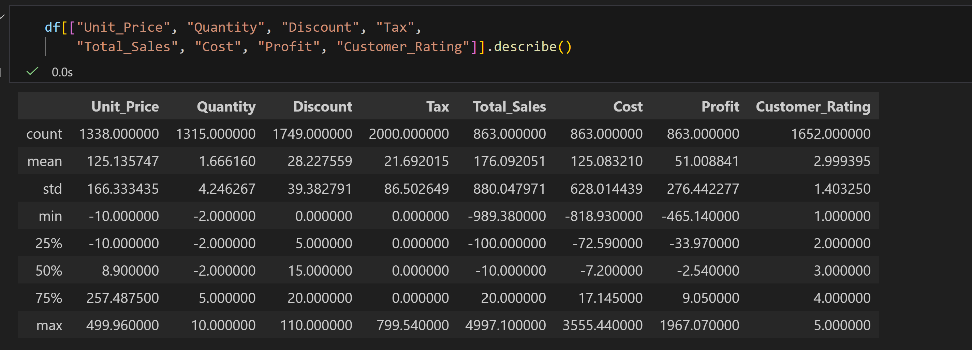 df[["Unit_Price", "Quantity", "Discount", "Tax",
"Total_Sales", "Cost", "Profit", "Customer_Rating"]].describe()
0.0s
Unit_Price Quantity Discount Tax Total_Sales Cost Profit Customer_Rating
count 1338.000000 1315.000000 1749.000000 2000.000000 863.000000 863.000000 863.000000 1652.000000
mean 125.135747 1.666160 28.227559 21.692015 176.092051 125.083210 51.008841 2.999395
std 166.333435 4.246267 39.382791 86.502649 880.047971 628.014439 276.442277 1.403250
min -10.000000 -2.000000 0.000000 0.000000 -989.380000 -818.930000 -465.140000 1.000000
25% -10.000000 -2.000000 5.000000 0.000000 -100.000000 -72.590000 -33.970000 2.000000
50% 8.900000 -2.000000 15.000000 0.000000 -10.000000 -7.200000 -2.540000 3.000000
75% 257.487500 5.000000 20.000000 0.000000 20.000000 17.145000 9.050000 4.000000
max 499.960000 10.000000 110.000000 799.540000 4997.100000 3555.440000 1967.070000 5.000000